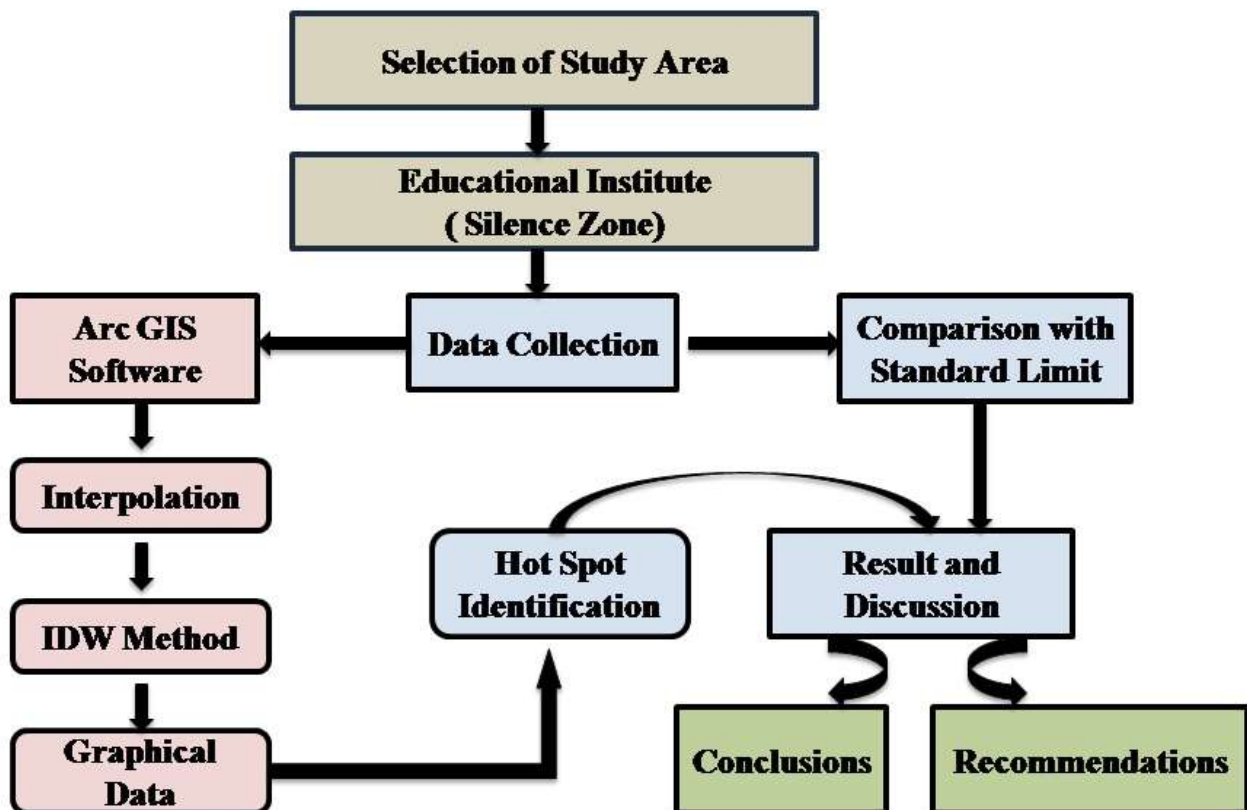 Selection of Study Area
Educational Institute
( Silence Zone)
Arc GIS
Software
Data Collection
Comparison with
Standard Limit
Interpolation
Hot Spot
Identification
Result and
Discussion
IDW Method
Graphical
Data
Conclusions
Recommendations